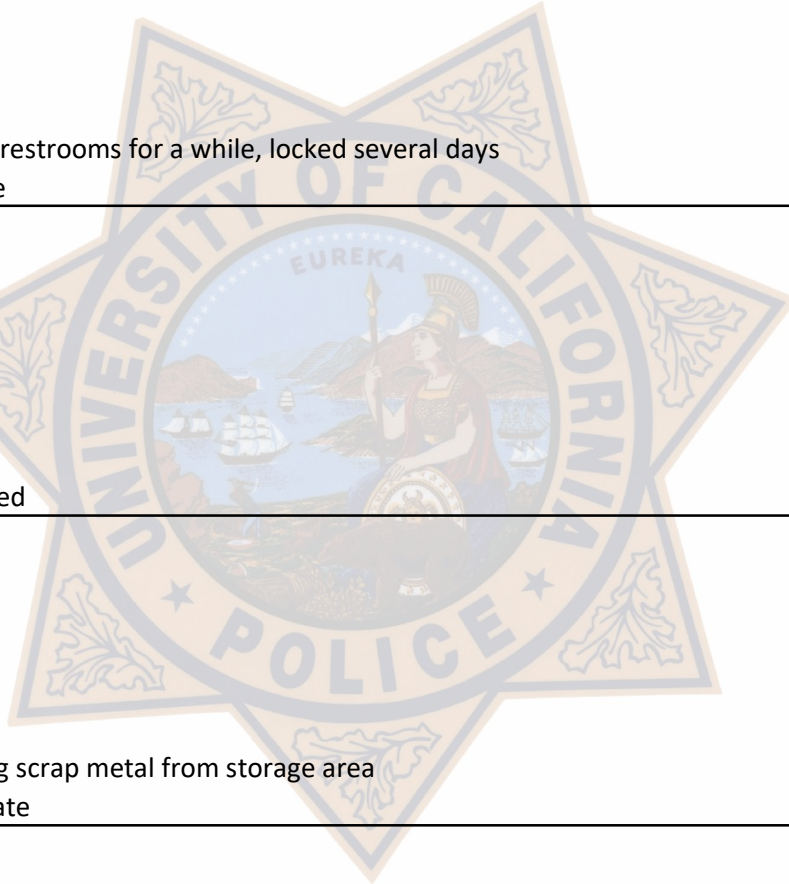 restrooms for a while, locked several days
e
UNIVERSITY OF CALIFORNIA
EUREKA
ed
POLICE
g scrap metal from storage area
ate